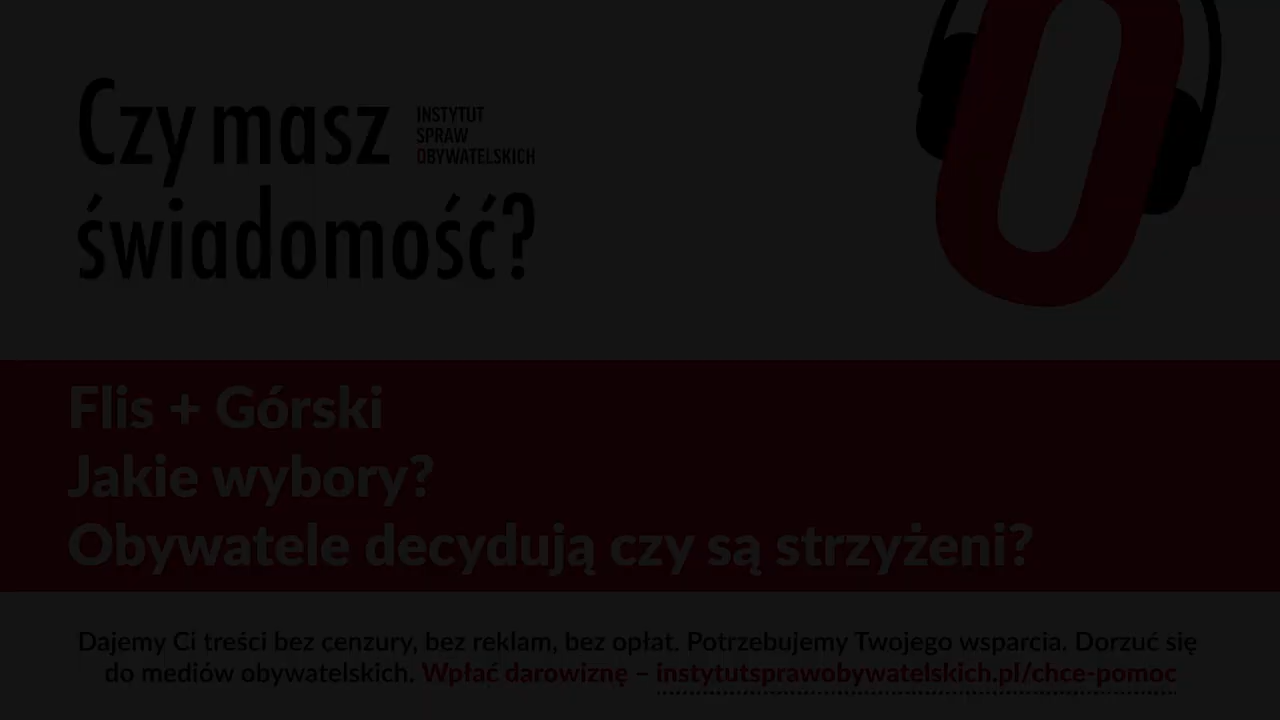 Czy masz
świadomość?
INSTYTUT
SPRAW
OBYWATELSKICH
Flis + Górski
Jakie wybory?
Obywatele decydują czy są strzyżeni?
Dajemy Ci treści bez cenzury, bez reklam, bez opłat. Potrzebujemy Twojego wsparcia. Dorzuć się
do mediów obywatelskich. Wpłać darowiznę – instytutsprawobywatelskich.pl/chce-pomoc